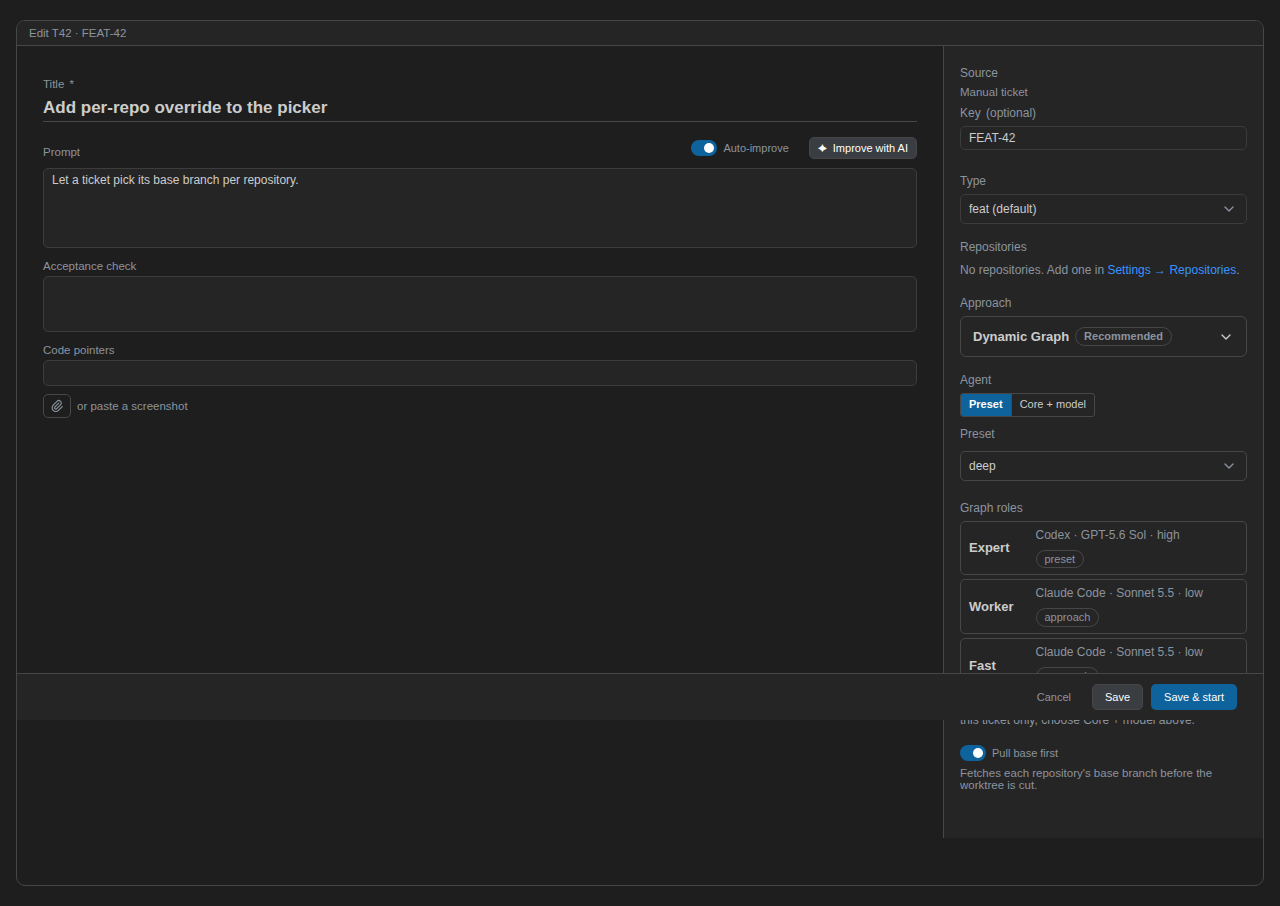 Edit T42 · FEAT-42
Title *
Add per-repo override to the picker
Prompt
Auto-improve
Improve with AI
Let a ticket pick its base branch per repository.
Acceptance check
Code pointers
or paste a screenshot
Source
Manual ticket
Key (optional)
FEAT-42
Type
feat (default)
Repositories
No repositories. Add one in Settings → Repositories.
Approach
Dynamic Graph Recommended
Agent
Preset Core + model
Preset
deep
Graph roles
Expert
Codex · GPT-5.6 Sol · high
preset
Worker
Claude Code · Sonnet 5.5 · low
approach
Fast
Claude Code · Sonnet 5.5 · low
Cancel Save Save & start
this ticket only, choose Core + model above.
Pull base first
Fetches each repository's base branch before the
worktree is cut.